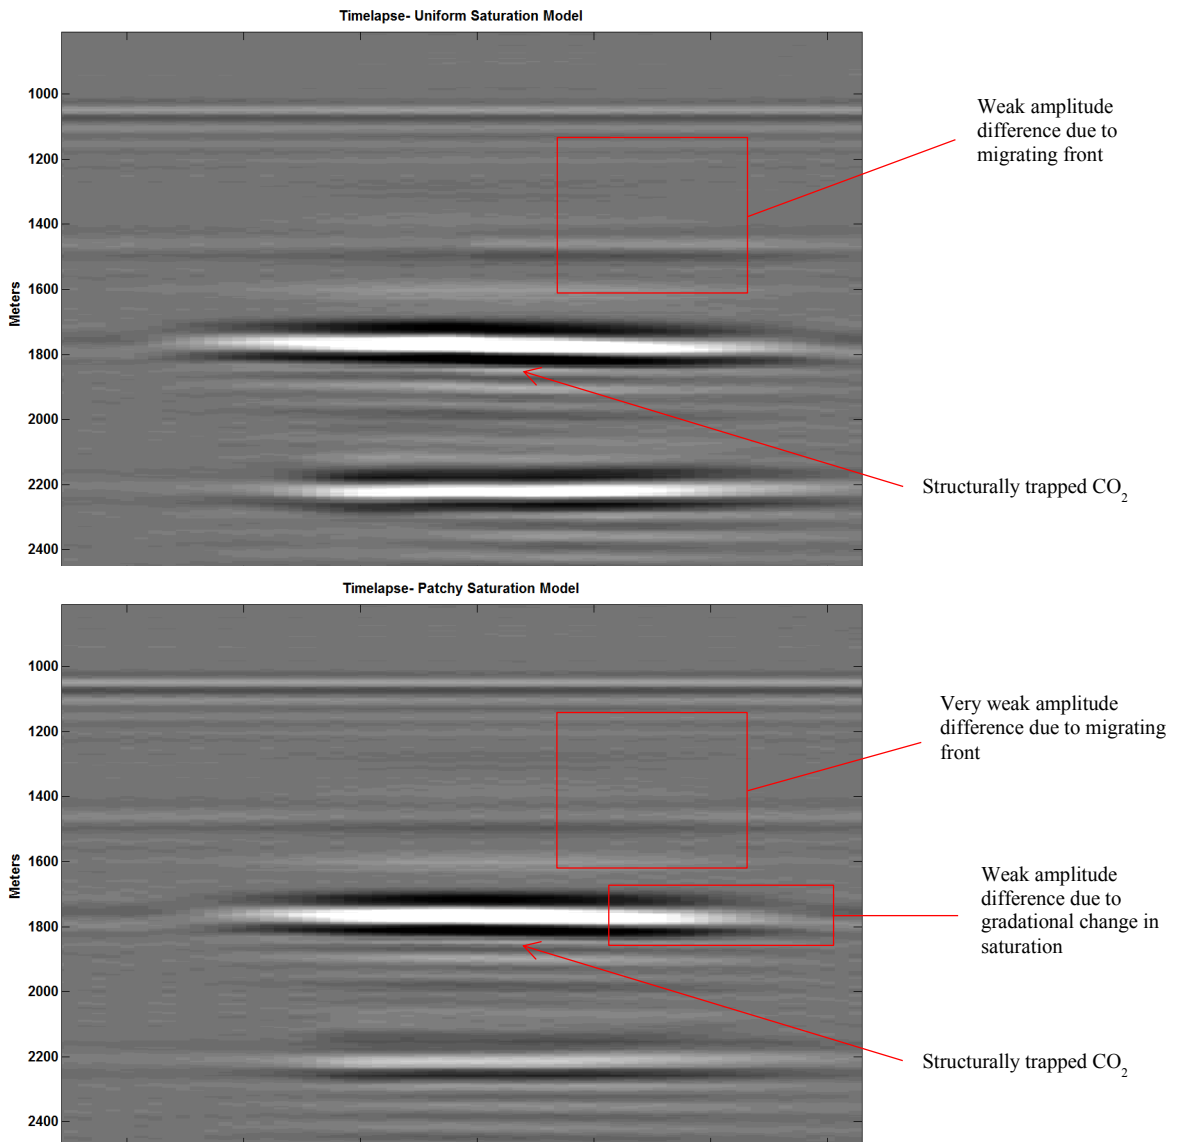 Timelapse- Uniform Saturation Model
1000
1200
1400
1600
1800
2000
2200
2400
Meters
Weak amplitude
difference due to
migrating front
Structurally trapped CO2
Timelapse- Patchy Saturation Model
1000
1200
1400
1600
1800
2000
2200
2400
Meters
Very weak amplitude
difference due to migrating
front
Weak amplitude
difference due to
gradational change in
saturation
Structurally trapped CO2